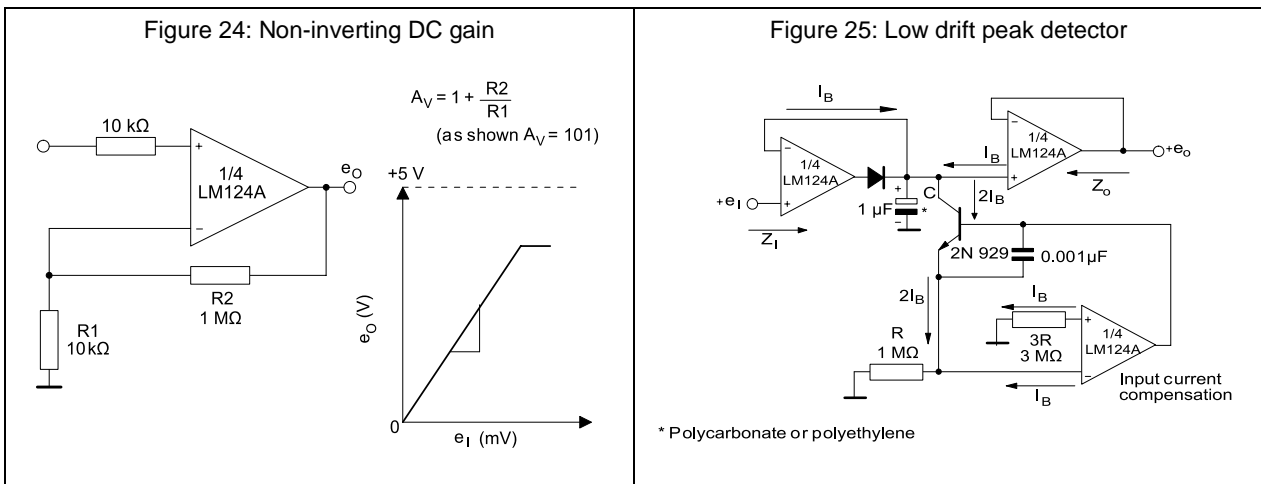 Figure 24: Non-inverting DC gain
A_V = 1 + R2/R1
(as shown A_V = 101)
10 kΩ
+
1/4
LM124A
e_O
+5 V
-
R2
1 MΩ
R1
10kΩ
e_O (V)
0
e_I (mV)
Figure 25: Low drift peak detector
I_B
-
1/4
LM124A
+
+e_I
Z_I
+
1 µF
*
-
C
I_B
2I_B
-
1/4
LM124A
+
+e_o
Z_o
2N 929
0.001µF
2I_B
R
1 MΩ
I_B
3R
3 MΩ
+
1/4
LM124A
-
I_B
Input current
compensation
* Polycarbonate or polyethylene